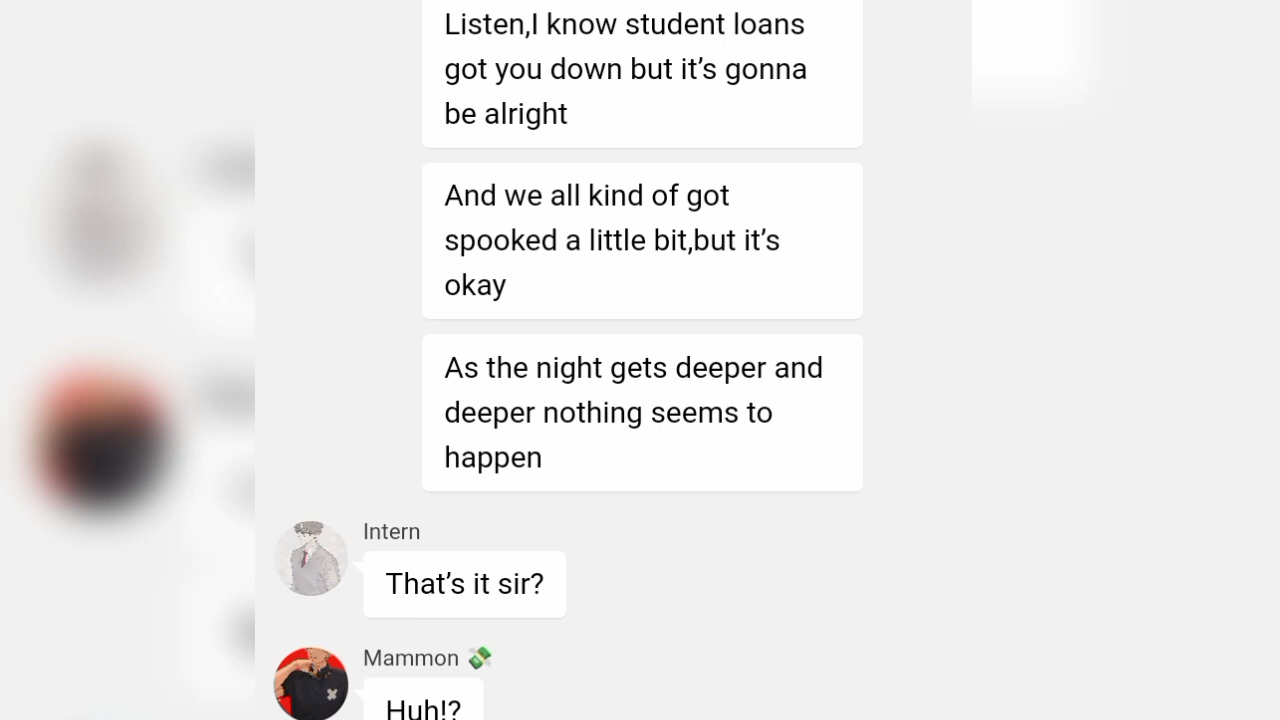 Listen,I know student loans
got you down but it’s gonna
be alright
And we all kind of got
spooked a little bit,but it’s
okay
As the night gets deeper and
deeper nothing seems to
happen
Intern
That’s it sir?
Mammon 💸
Huh!?